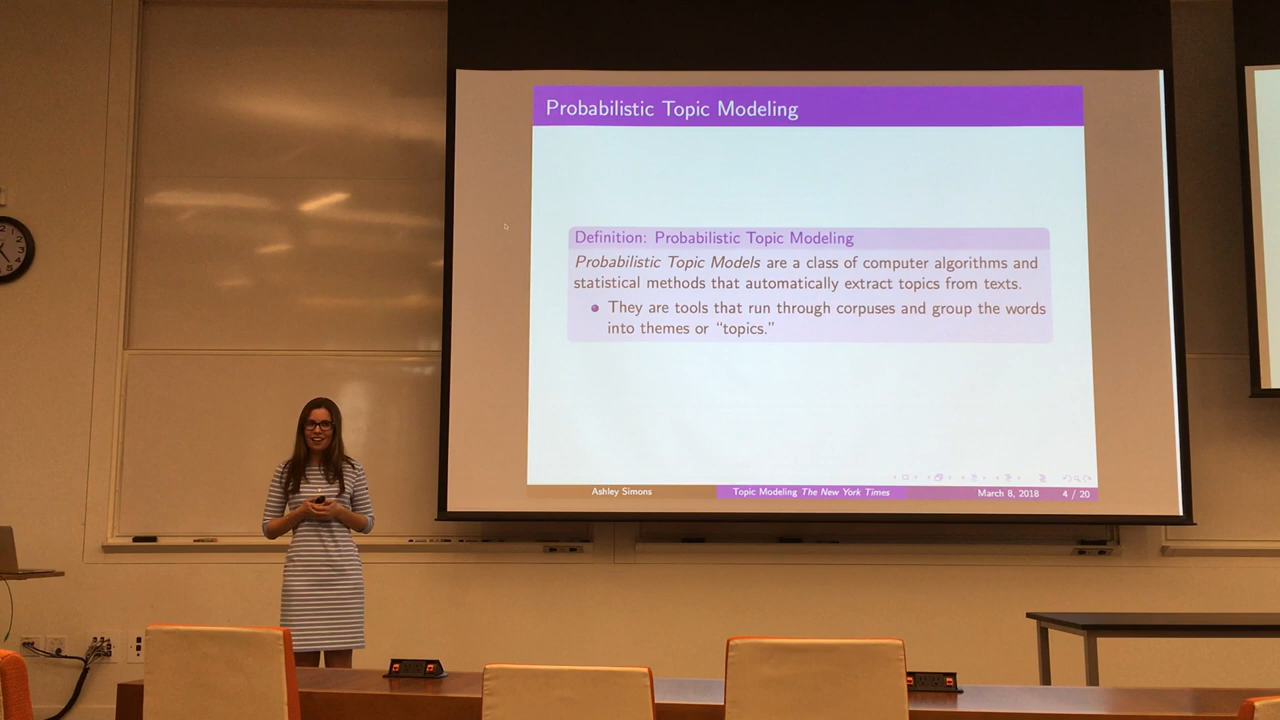 Probabilistic Topic Modeling
Definition: Probabilistic Topic Modeling
Probabilistic Topic Models are a class of computer algorithms and
statistical methods that automatically extract topics from texts.
They are tools that run through corpuses and group the words
into themes or “topics.”
Ashley Simons
Topic Modeling The New York Times
March 8, 2018
4 / 20